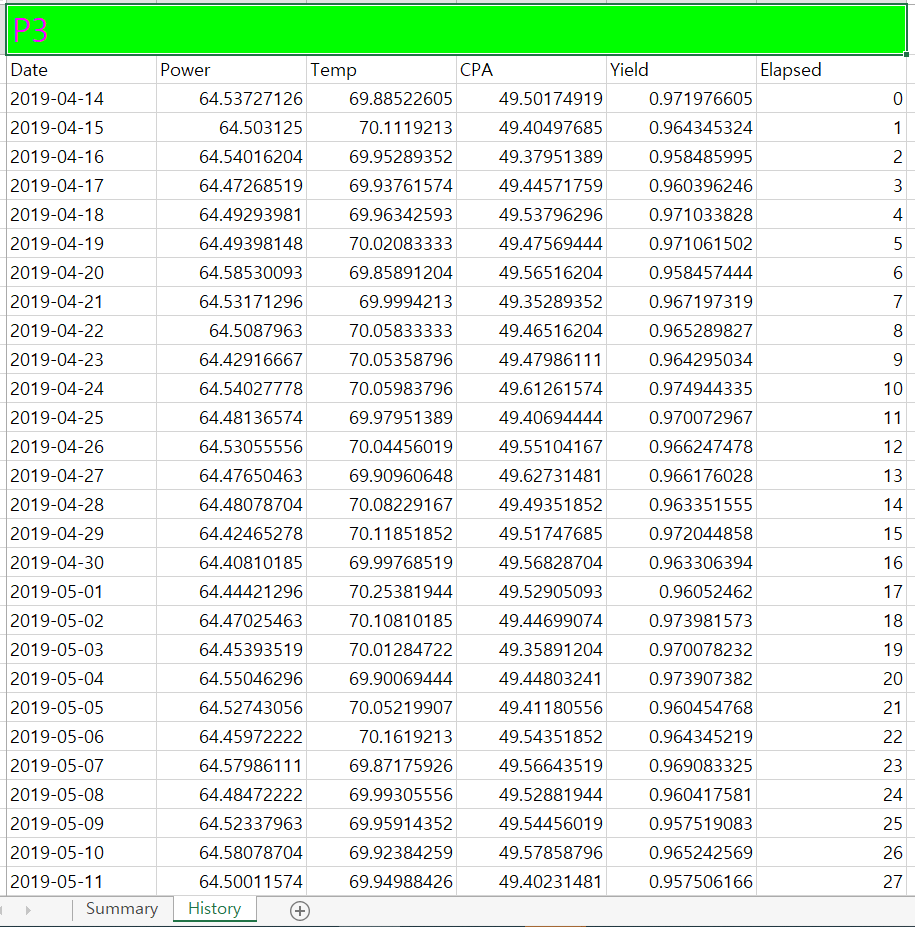 P3
Date Power Temp CPA Yield Elapsed
2019-04-14 64.53727126 69.88522605 49.50174919 0.971976605 0
2019-04-15 64.503125 70.1119213 49.40497685 0.964345324 1
2019-04-16 64.54016204 69.95289352 49.37951389 0.958485995 2
2019-04-17 64.47268519 69.93761574 49.44571759 0.960396246 3
2019-04-18 64.49293981 69.96342593 49.53796296 0.971033828 4
2019-04-19 64.49398148 70.02083333 49.47569444 0.971061502 5
2019-04-20 64.58530093 69.85891204 49.56516204 0.958457444 6
2019-04-21 64.53171296 69.9994213 49.35289352 0.967197319 7
2019-04-22 64.5087963 70.05833333 49.46516204 0.965289827 8
2019-04-23 64.42916667 70.05358796 49.47986111 0.964295034 9
2019-04-24 64.54027778 70.05983796 49.61261574 0.974944335 10
2019-04-25 64.48136574 69.97951389 49.40694444 0.970072967 11
2019-04-26 64.53055556 70.04456019 49.55104167 0.966247478 12
2019-04-27 64.47650463 69.90960648 49.62731481 0.966176028 13
2019-04-28 64.48078704 70.08229167 49.49351852 0.963351555 14
2019-04-29 64.42465278 70.11851852 49.51747685 0.972044858 15
2019-04-30 64.40810185 69.99768519 49.56828704 0.963306394 16
2019-05-01 64.44421296 70.25381944 49.52905093 0.96052462 17
2019-05-02 64.47025463 70.10810185 49.44699074 0.973981573 18
2019-05-03 64.45393519 70.01284722 49.35891204 0.970078232 19
2019-05-04 64.55046296 69.90069444 49.44803241 0.973907382 20
2019-05-05 64.52743056 70.05219907 49.41180556 0.960454768 21
2019-05-06 64.45972222 70.1619213 49.54351852 0.964345219 22
2019-05-07 64.57986111 69.87175926 49.56643519 0.969083325 23
2019-05-08 64.48472222 69.99305556 49.52881944 0.960417581 24
2019-05-09 64.52337963 69.95914352 49.54456019 0.957519083 25
2019-05-10 64.58078704 69.92384259 49.57858796 0.965242569 26
2019-05-11 64.50011574 69.94988426 49.40231481 0.957506166 27
Summary History